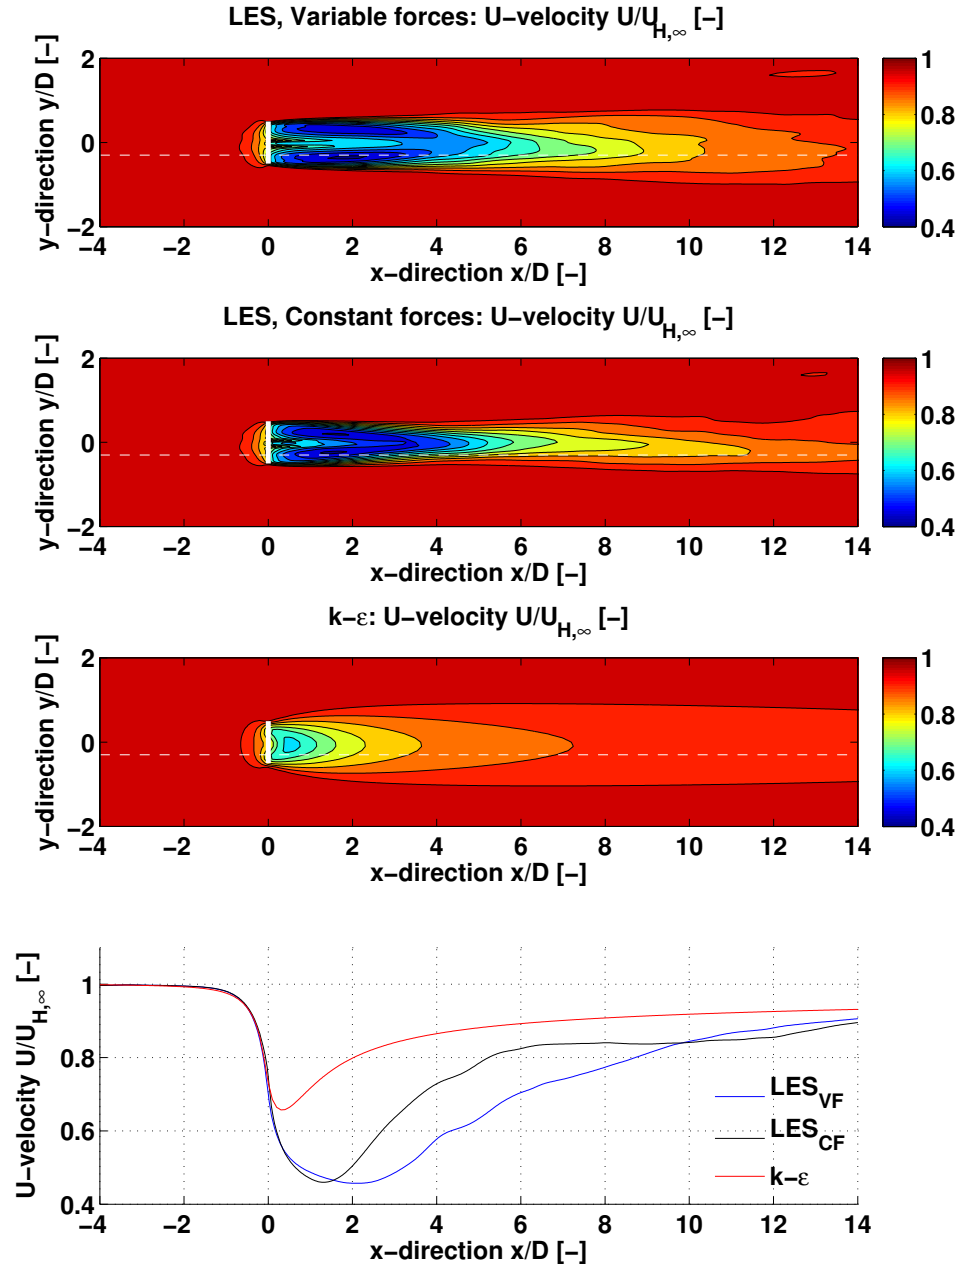 LES, Variable forces: U−velocity U/U_H,∞ [−]
y−direction y/D [−]
2
0
−2
−4 −2 0 2 4 6 8 10 12 14
x−direction x/D [−]
1
0.8
0.6
0.4
LES, Constant forces: U−velocity U/U_H,∞ [−]
y−direction y/D [−]
2
0
−2
−4 −2 0 2 4 6 8 10 12 14
x−direction x/D [−]
1
0.8
0.6
0.4
k−ε: U−velocity U/U_H,∞ [−]
y−direction y/D [−]
2
0
−2
−4 −2 0 2 4 6 8 10 12 14
x−direction x/D [−]
1
0.8
0.6
0.4
U−velocity U/U_H,∞ [−]
1
0.8
0.6
0.4
LES_VF
LES_CF
k−ε
−4 −2 0 2 4 6 8 10 12 14
x−direction x/D [−]